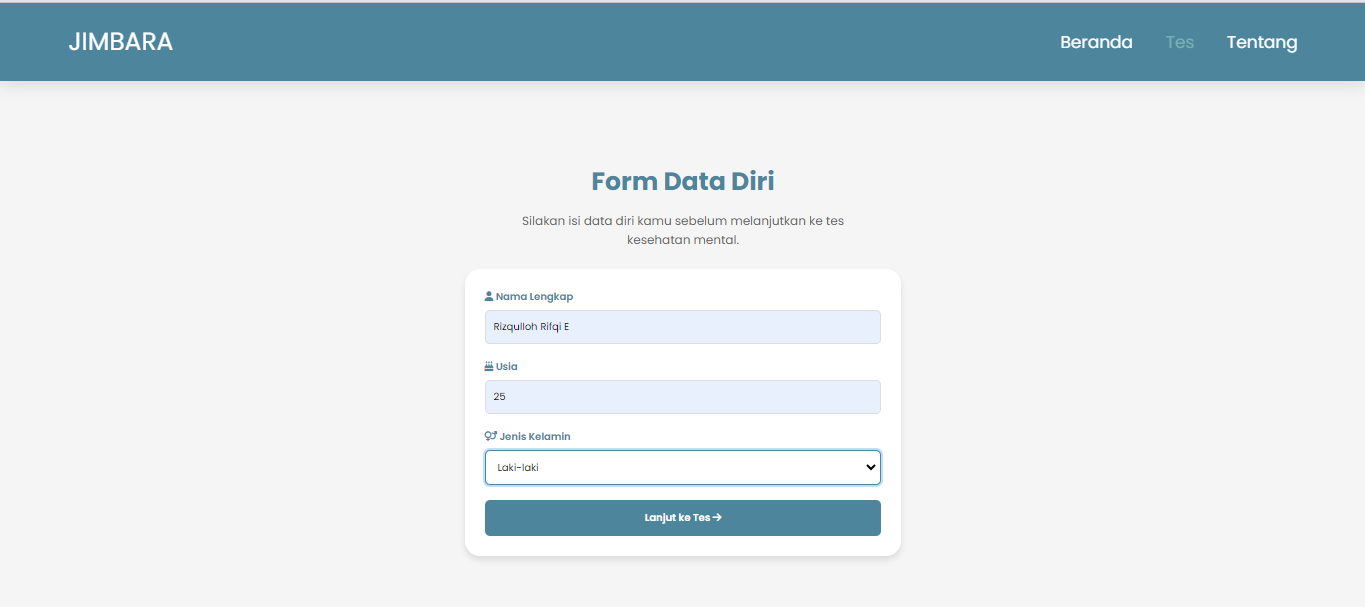 JIMBARA
Beranda Tes Tentang
Form Data Diri
Silakan isi data diri kamu sebelum melanjutkan ke tes
kesehatan mental.
Nama Lengkap
Rizqulloh Rifqi E
Usia
25
Jenis Kelamin
Laki-laki
Lanjut ke Tes →